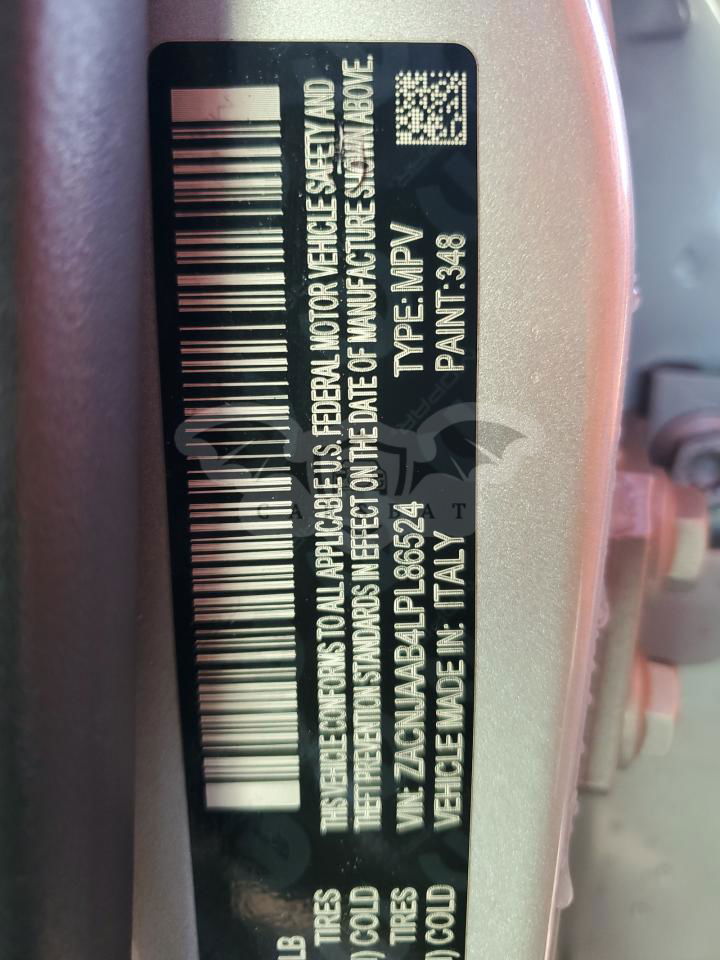 LB
TIRES
) COLD
TIRES
) COLD
THIS VEHICLE CONFORMS TO ALL APPLICABLE U.S. FEDERAL MOTOR VEHICLE SAFETY AND
THEFT PREVENTION STANDARDS IN EFFECT ON THE DATE OF MANUFACTURE SHOWN ABOVE.
VIN: ZACNJAAB4LPL86524 TYPE: MPV
VEHICLE MADE IN: ITALY PAINT:348